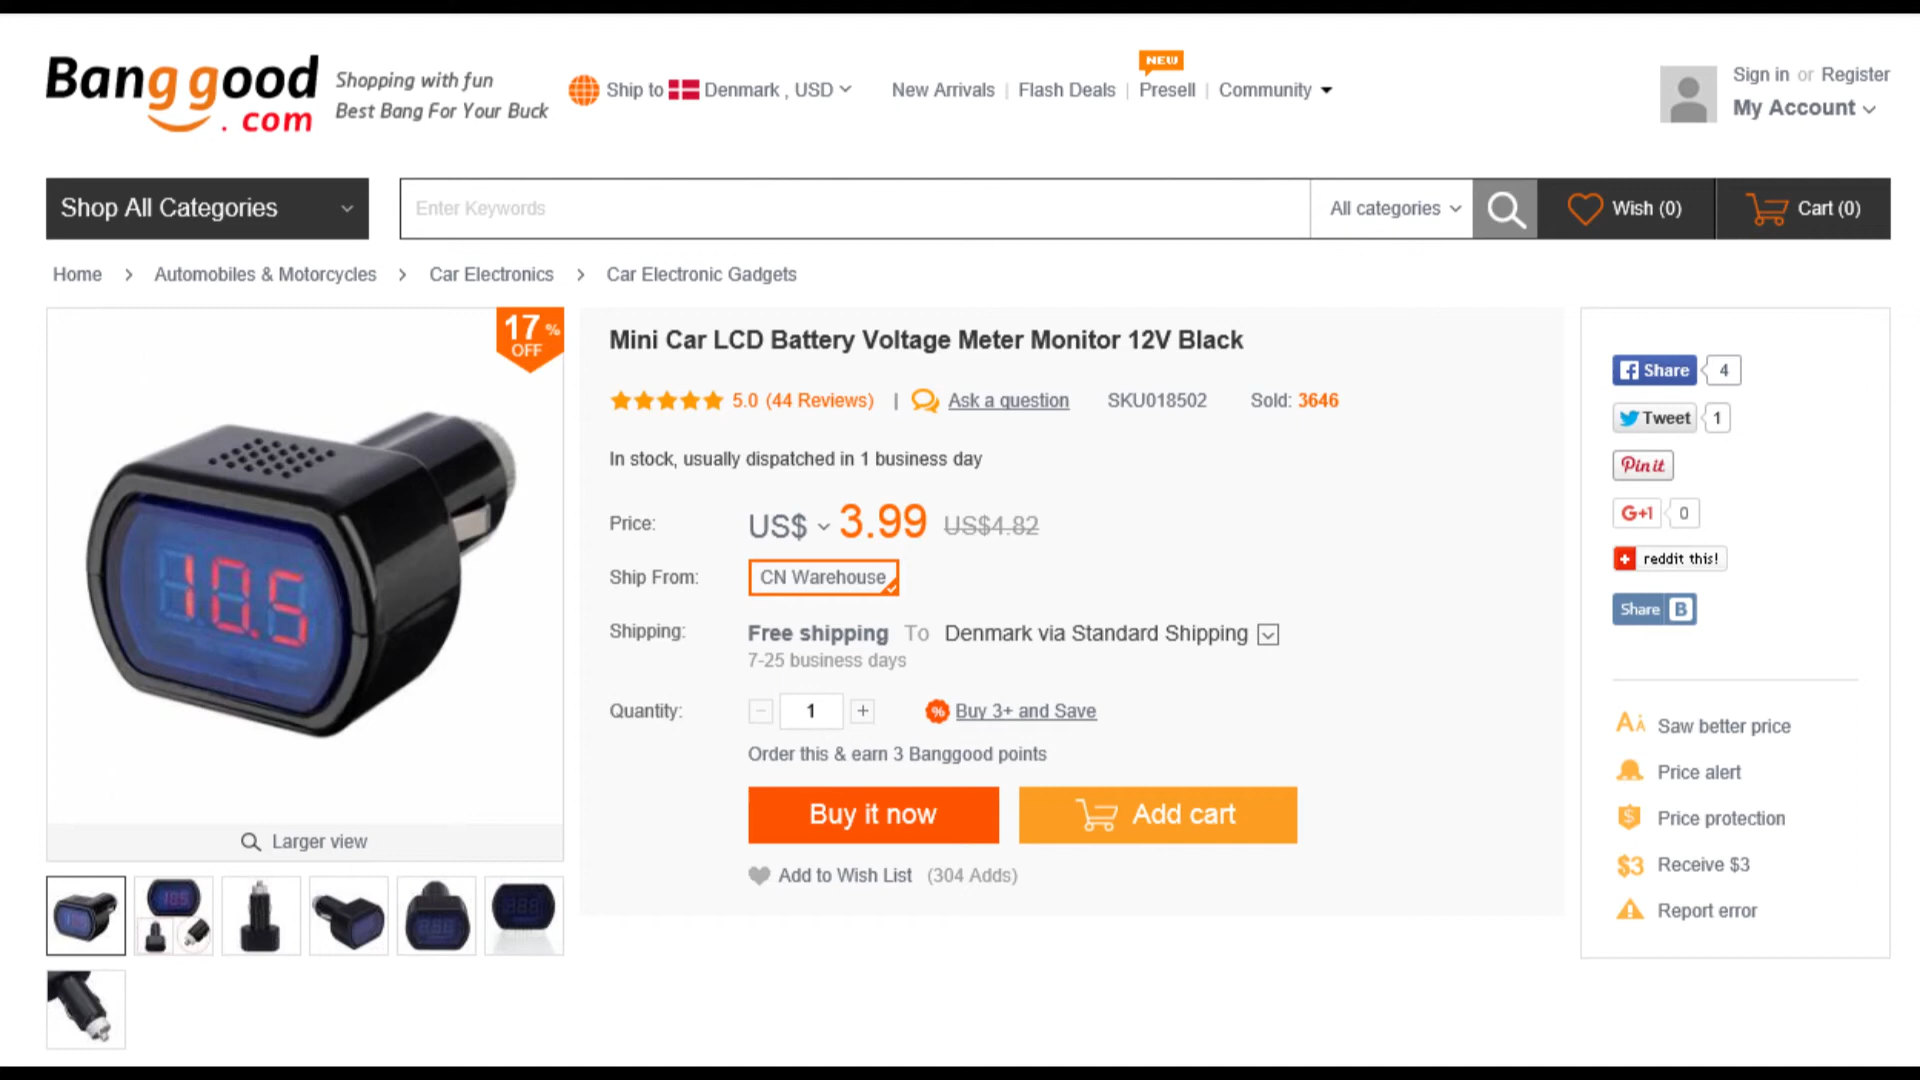 Banggood.com
Shopping with fun
Best Bang For Your Buck
Ship to Denmark , USD
New Arrivals | Flash Deals | Presell | Community
NEW
Sign in or Register
My Account
Shop All Categories
Enter Keywords
All categories
Wish (0)
Cart (0)
Home > Automobiles & Motorcycles > Car Electronics > Car Electronic Gadgets
17 % OFF
10.5
Larger view
Mini Car LCD Battery Voltage Meter Monitor 12V Black
5.0 (44 Reviews) | Ask a question SKU018502 Sold: 3646
In stock, usually dispatched in 1 business day
Price: US$ 3.99 US$4.82
Ship From: CN Warehouse
Shipping: Free shipping To Denmark via Standard Shipping
7-25 business days
Quantity: − 1 + % Buy 3+ and Save
Order this & earn 3 Banggood points
Buy it now
Add cart
Add to Wish List (304 Adds)
f Share 4
Tweet 1
Pin it
G+1 0
+ reddit this!
Share B
Saw better price
Price alert
$ Price protection
$3 Receive $3
Report error